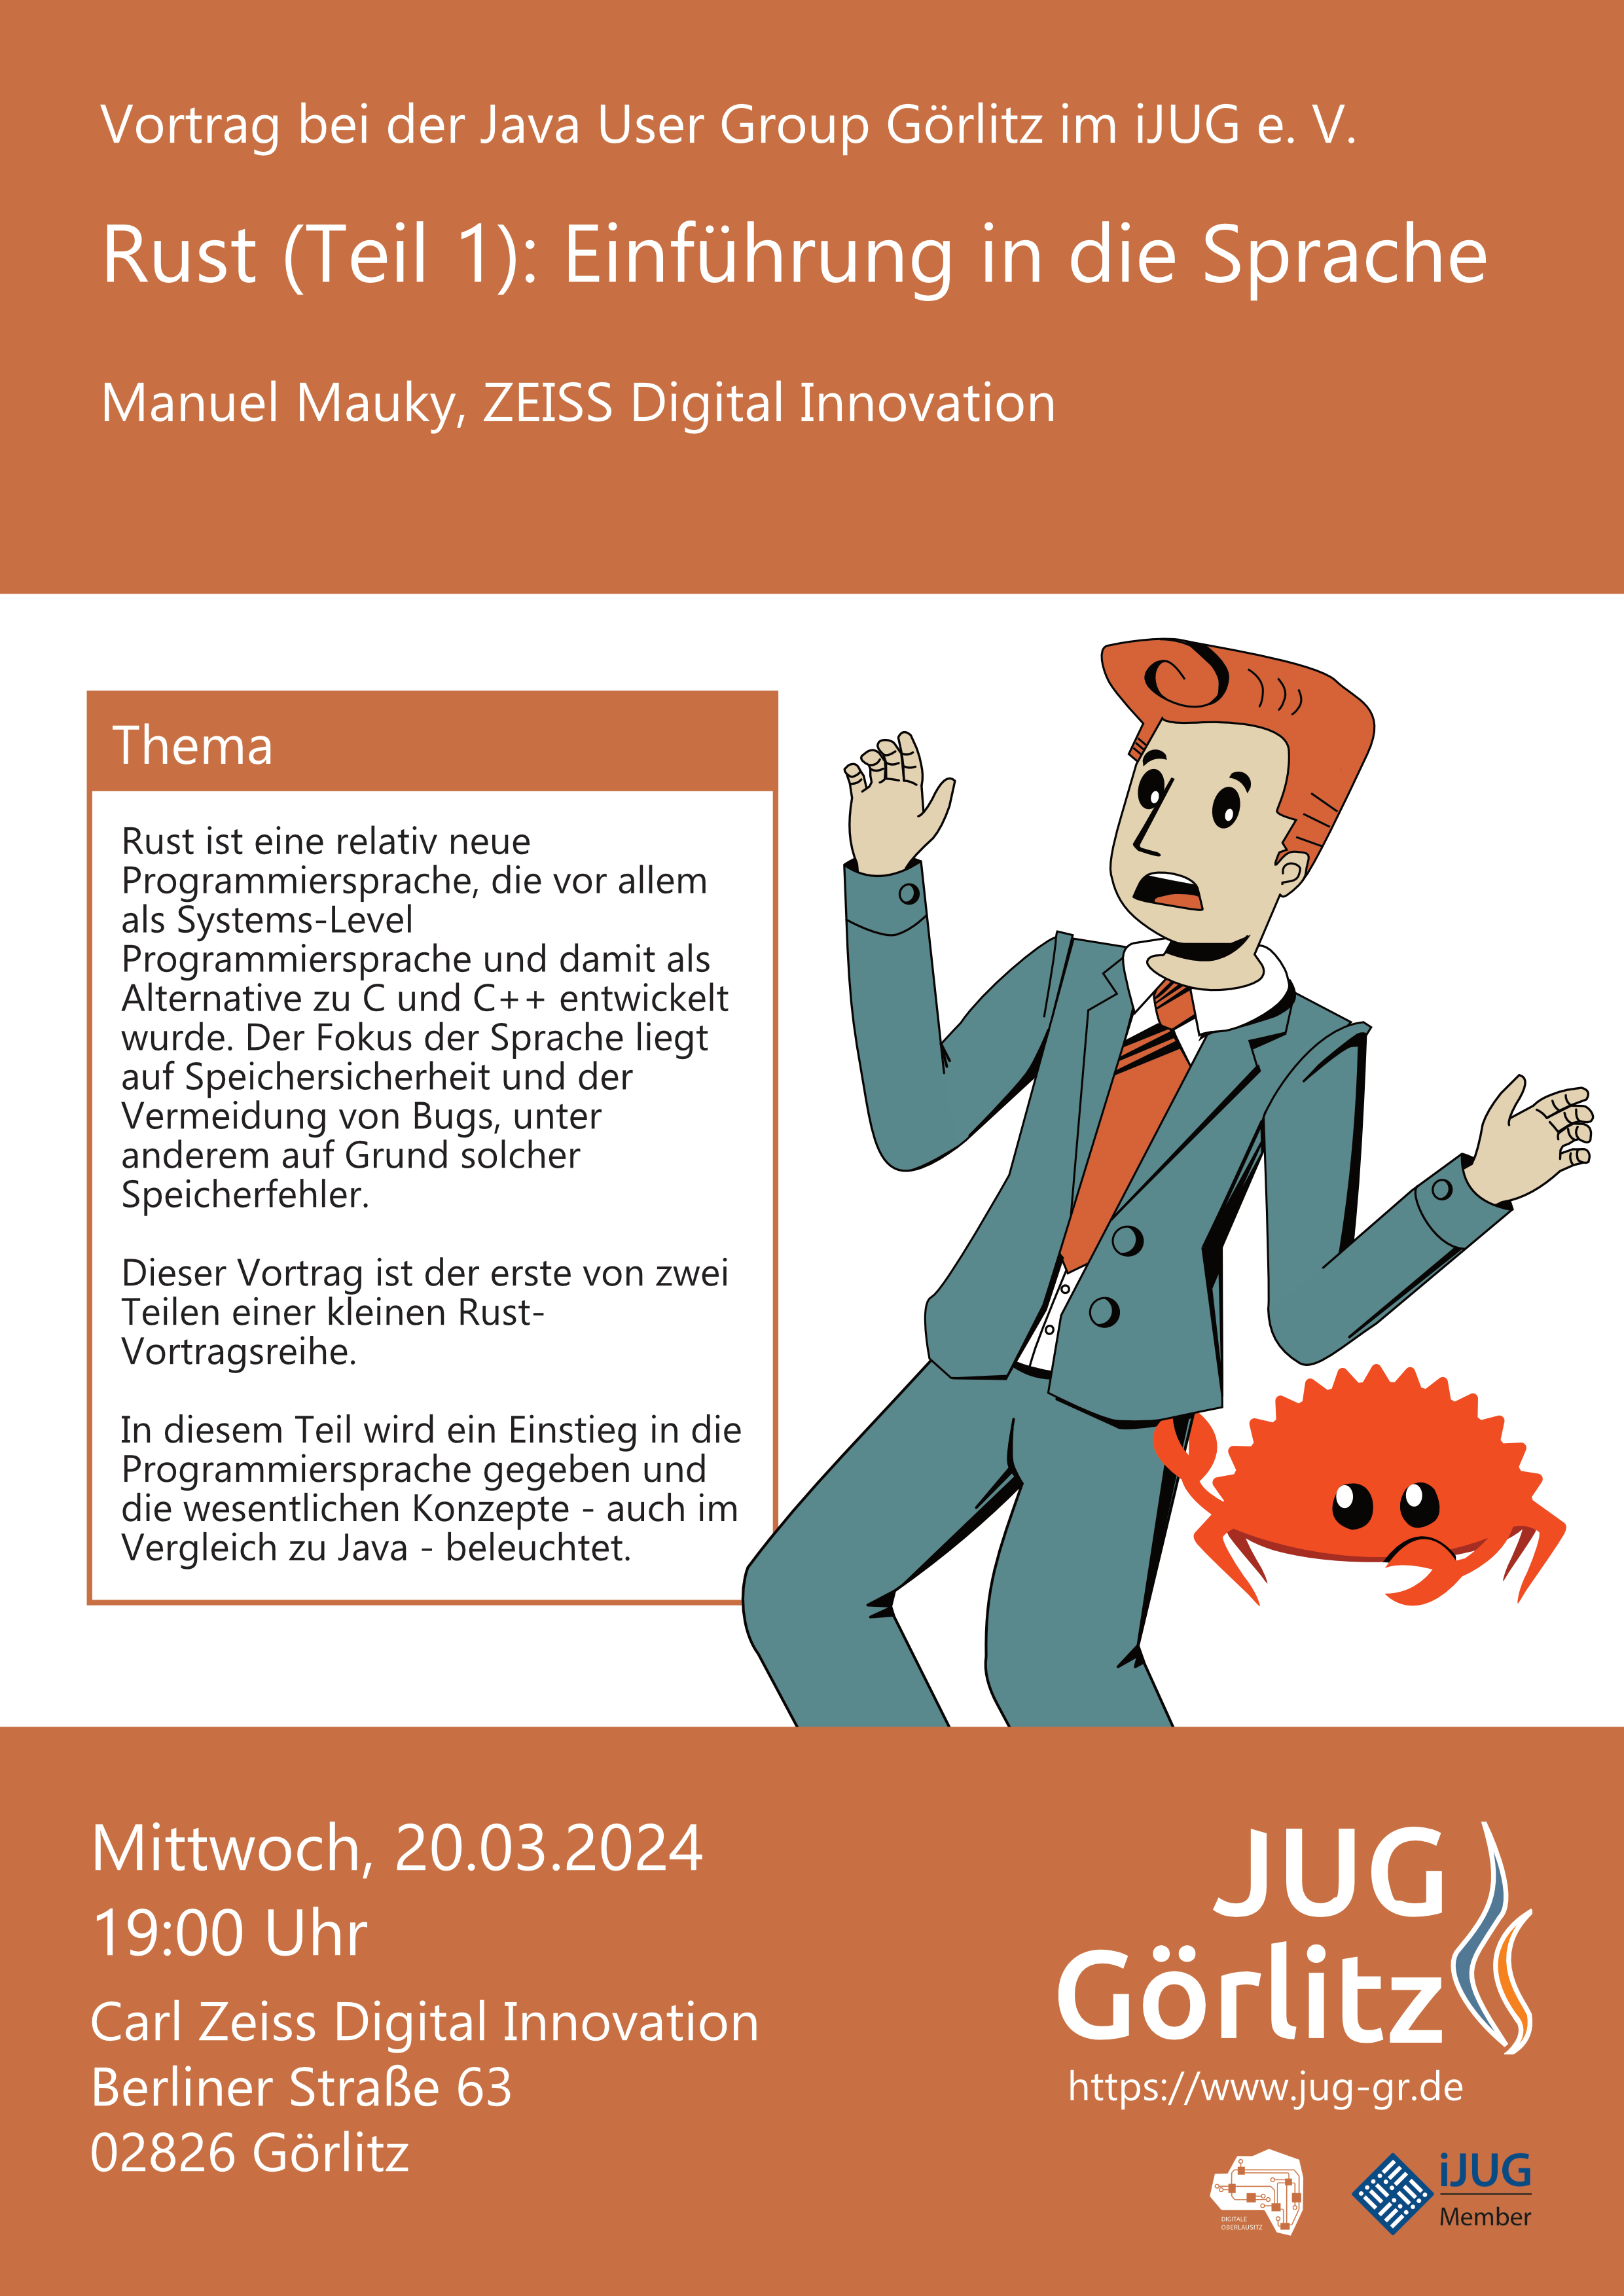 Vortrag bei der Java User Group Görlitz im iJUG e. V.
Rust (Teil 1): Einführung in die Sprache
Manuel Mauky, ZEISS Digital Innovation
Thema
Rust ist eine relativ neue
Programmiersprache, die vor allem
als Systems-Level
Programmiersprache und damit als
Alternative zu C und C++ entwickelt
wurde. Der Fokus der Sprache liegt
auf Speichersicherheit und der
Vermeidung von Bugs, unter
anderem auf Grund solcher
Speicherfehler.
Dieser Vortrag ist der erste von zwei
Teilen einer kleinen Rust-
Vortragsreihe.
In diesem Teil wird ein Einstieg in die
Programmiersprache gegeben und
die wesentlichen Konzepte - auch im
Vergleich zu Java - beleuchtet.
Mittwoch, 20.03.2024
19:00 Uhr
Carl Zeiss Digital Innovation
Berliner Straße 63
02826 Görlitz
JUG
Görlitz
https://www.jug-gr.de
DIGITALE
OBERLAUSITZ
iJUG
Member